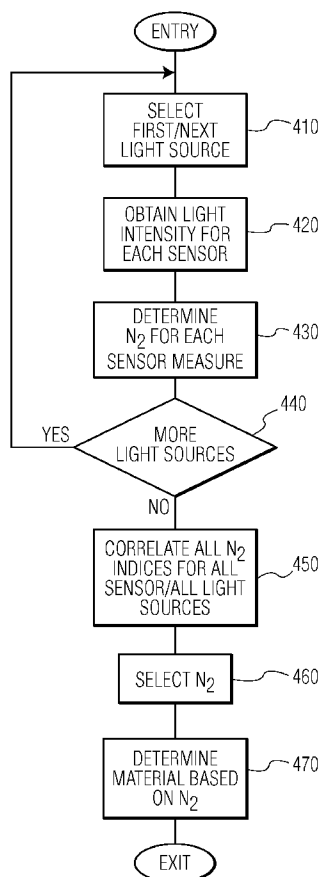 ENTRY
SELECT
FIRST/NEXT
LIGHT SOURCE
410
OBTAIN LIGHT
INTENSITY FOR
EACH SENSOR
420
DETERMINE
N2 FOR EACH
SENSOR MEASURE
430
440
YES
MORE
LIGHT SOURCES
NO
CORRELATE ALL N2
INDICES FOR ALL
SENSOR/ALL LIGHT
SOURCES
450
SELECT N2
460
DETERMINE
MATERIAL BASED
ON N2
470
EXIT